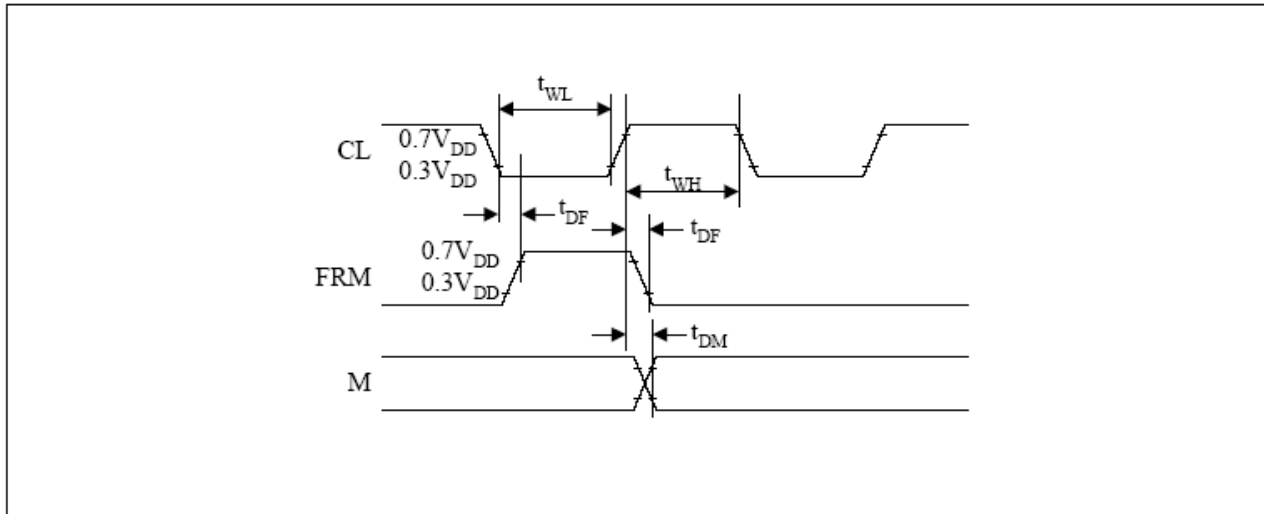 t_WL
CL
0.7V_DD
0.3V_DD
t_WH
t_DF
t_DF
FRM
0.7V_DD
0.3V_DD
t_DM
M